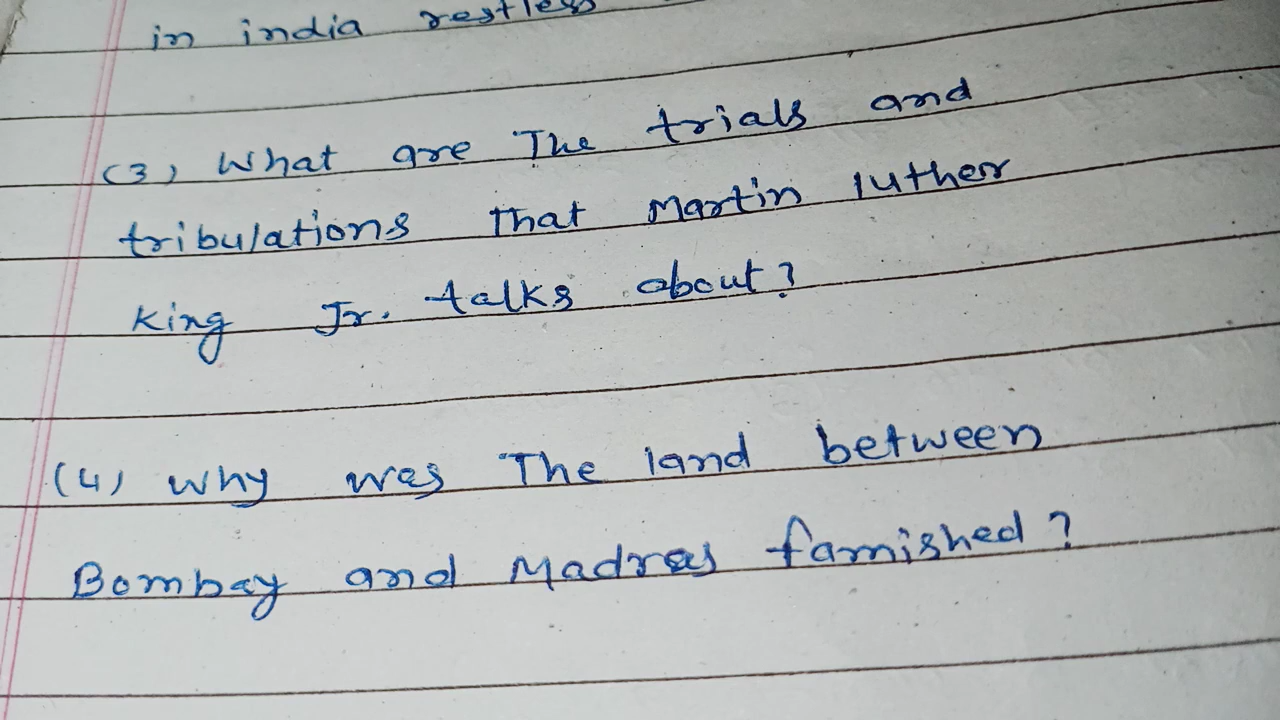 in india restless
(3) What are The trials and
tribulations That Martin luther
King Jr. talks about?
(4) Why was The land between
Bombay and Madras famished?